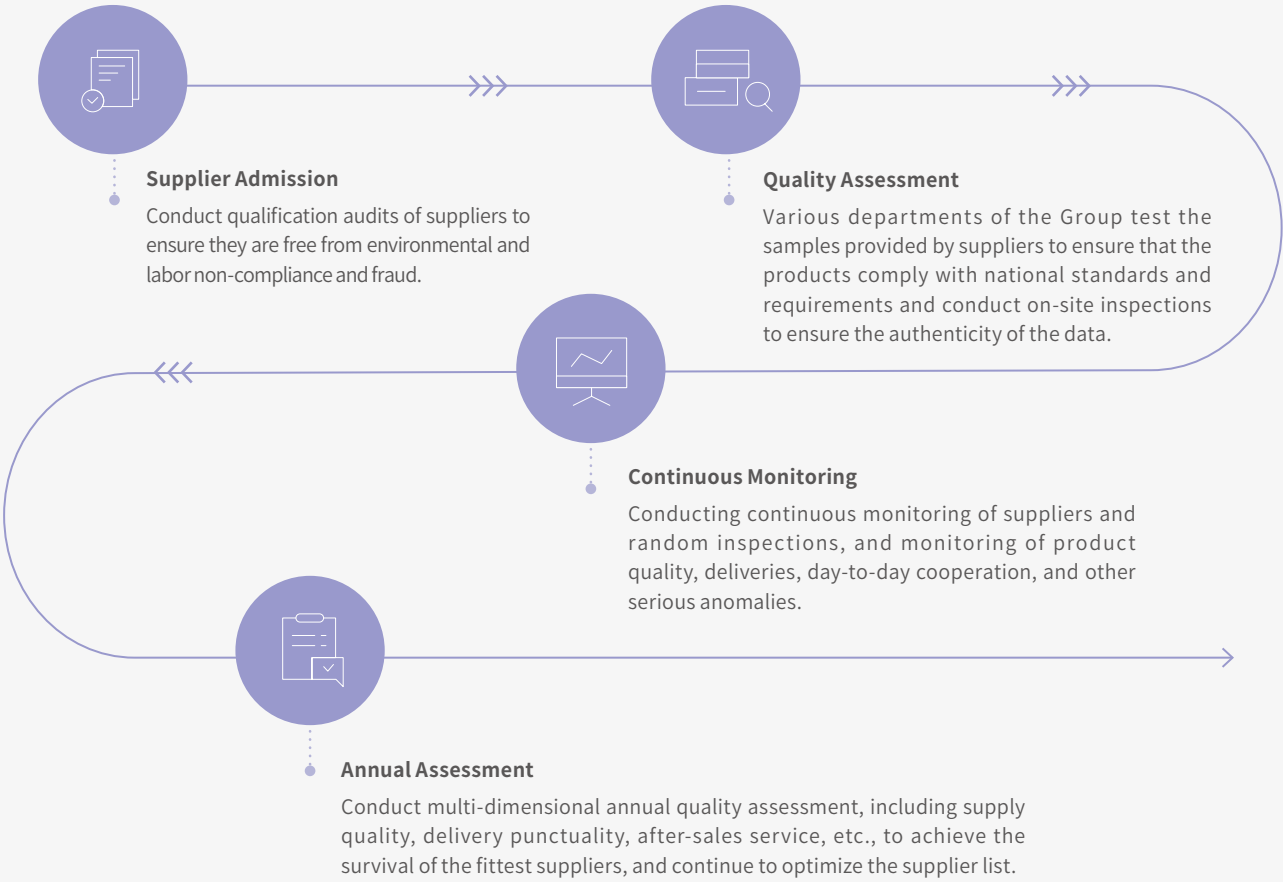 Supplier Admission
Conduct qualification audits of suppliers to
ensure they are free from environmental and
labor non-compliance and fraud.
Quality Assessment
Various departments of the Group test the
samples provided by suppliers to ensure that the
products comply with national standards and
requirements and conduct on-site inspections
to ensure the authenticity of the data.
Continuous Monitoring
Conducting continuous monitoring of suppliers and
random inspections, and monitoring of product
quality, deliveries, day-to-day cooperation, and other
serious anomalies.
Annual Assessment
Conduct multi-dimensional annual quality assessment, including supply
quality, delivery punctuality, after-sales service, etc., to achieve the
survival of the fittest suppliers, and continue to optimize the supplier list.